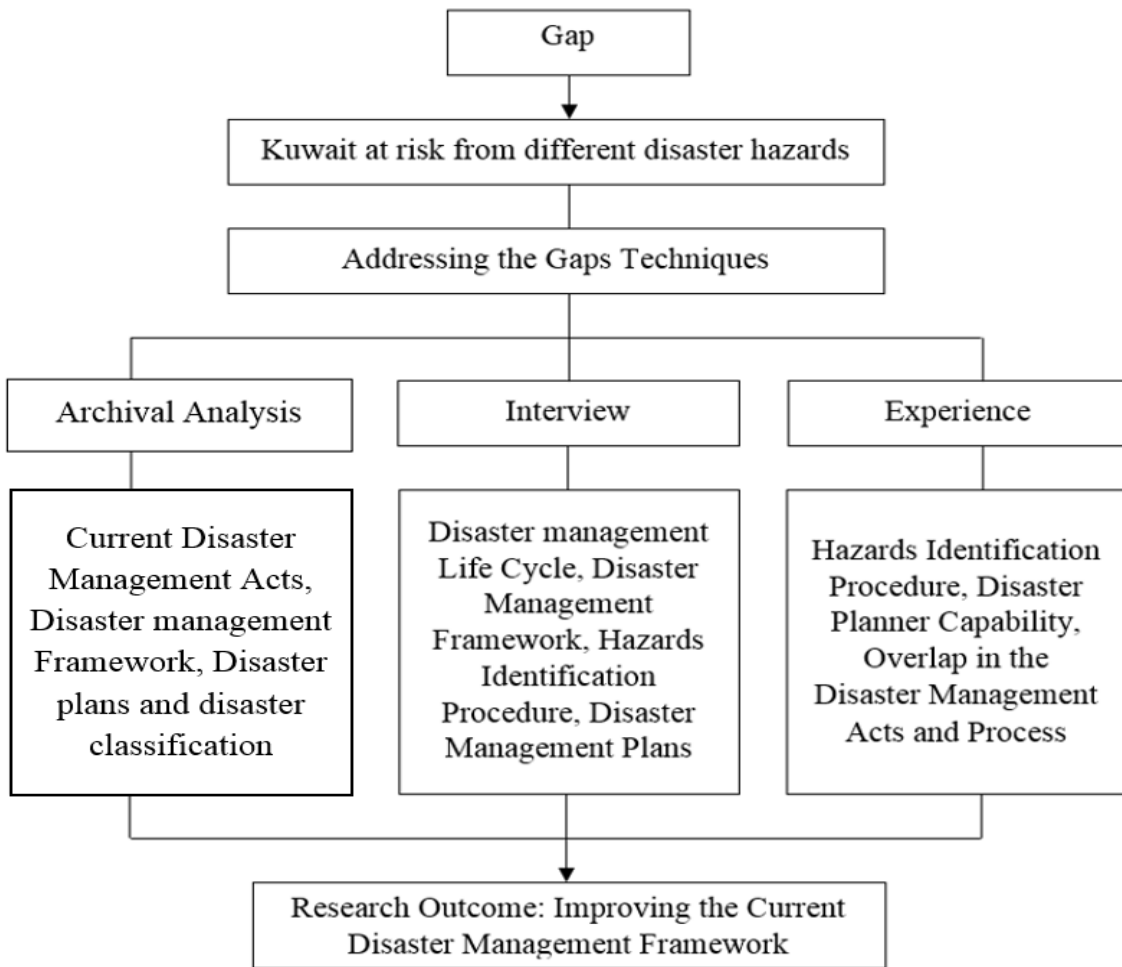 Gap
Kuwait at risk from different disaster hazards
Addressing the Gaps Techniques
Archival Analysis
Interview
Experience
Current Disaster
Management Acts,
Disaster management
Framework, Disaster
plans and disaster
classification
Disaster management
Life Cycle, Disaster
Management
Framework, Hazards
Identification
Procedure, Disaster
Management Plans
Hazards Identification
Procedure, Disaster
Planner Capability,
Overlap in the
Disaster Management
Acts and Process
Research Outcome: Improving the Current
Disaster Management Framework